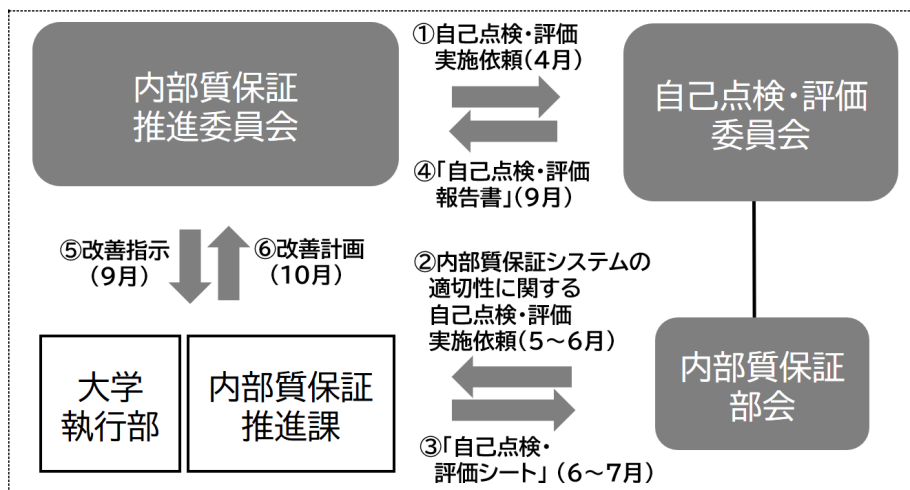 内部質保証
推進委員会
①自己点検・評価
実施依頼（4月）
④「自己点検・評価
報告書」（9月）
自己点検・評価
委員会
⑤改善指示
（9月）
⑥改善計画
（10月）
②内部質保証システムの
適切性に関する
自己点検・評価
実施依頼（5～6月）
③「自己点検・
評価シート」（6～7月）
大学
執行部
内部質保証
推進課
内部質保証
部会